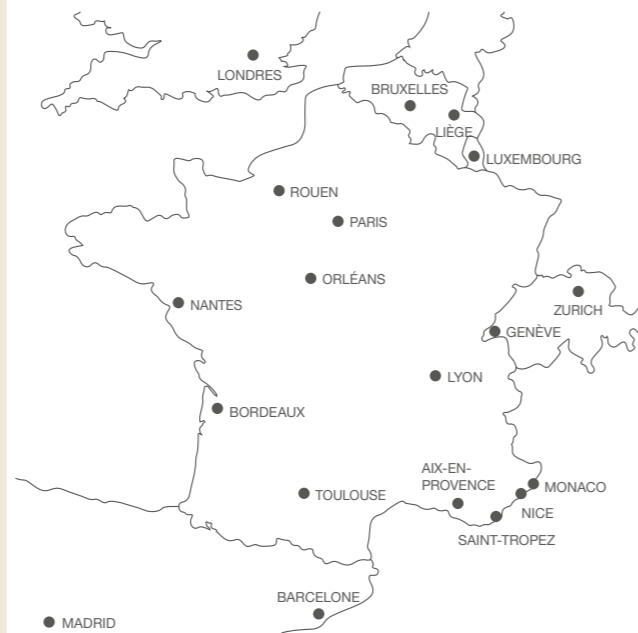 LONDRES
BRUXELLES
LIÈGE
LUXEMBOURG
ROUEN
PARIS
ORLÉANS
NANTES
ZURICH
GENÈVE
LYON
BORDEAUX
AIX-EN-
PROVENCE
TOULOUSE
MONACO
NICE
SAINT-TROPEZ
BARCELONE
MADRID